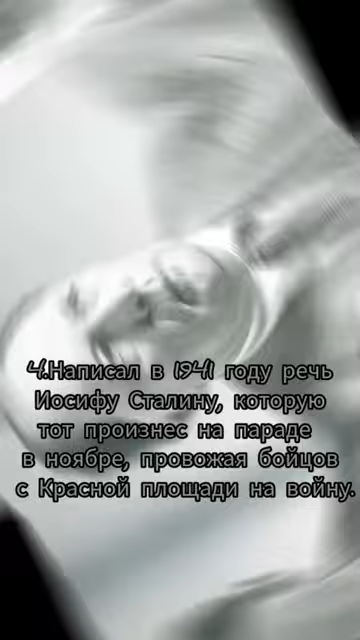 4.Написал в 1941 году речь
Иосифу Сталину, которую
тот произнес на параде
в ноябре, провожая бойцов
с Красной площади на войну.